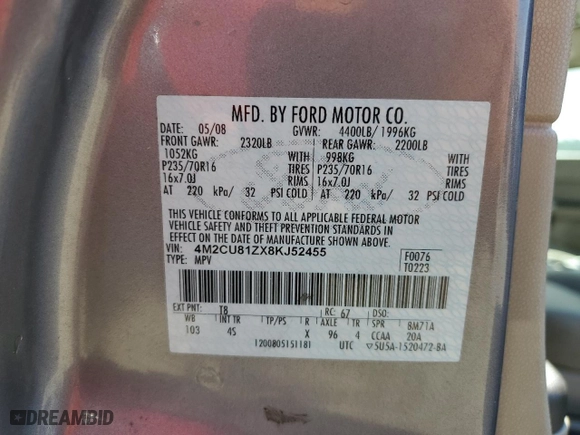 MFD. BY FORD MOTOR CO.
DATE: 05/08 GVWR: 4400LB/ 1996KG
FRONT GAWR: 2320LB REAR GAWR: 2200LB
1052KG WITH 998KG WITH
P235/70R16 TIRES P235/70R16 TIRES
16x7.0J RIMS 16x7.0J RIMS
AT 220 kPa/ 32 PSI COLD AT 220 kPa/ 32 PSI COLD
THIS VEHICLE CONFORMS TO ALL APPLICABLE FEDERAL MOTOR
VEHICLE SAFETY AND THEFT PREVENTION STANDARDS IN
EFFECT ON THE DATE OF MANUFACTURE SHOWN ABOVE.
VIN: 4M2CU81ZX8KJ52455 F0076
TYPE: MPV T0223
EXT PNT: T8 RC: 67 DSO:
WB INT TR TP/PS R AXLE TR SPR BM71A
103 4S X 96 4 CCAA 20A
1200805151181 UTC ▽5U5A-1520472-BA
DREAMBID